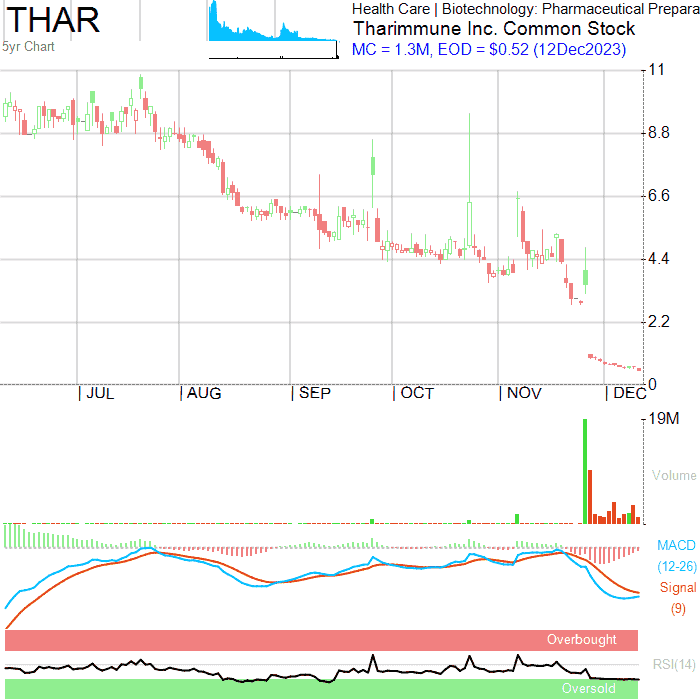 THAR
5yr Chart
Health Care | Biotechnology: Pharmaceutical Prepara
Tharimmune Inc. Common Stock
MC = 1.3M, EOD = $0.52 (12Dec2023)
11
8.8
6.6
4.4
2.2
0
| JUL | AUG | SEP | OCT | NOV | DEC
19M
Volume
MACD
(12-26)
Signal
(9)
Overbought
RSI(14)
Oversold